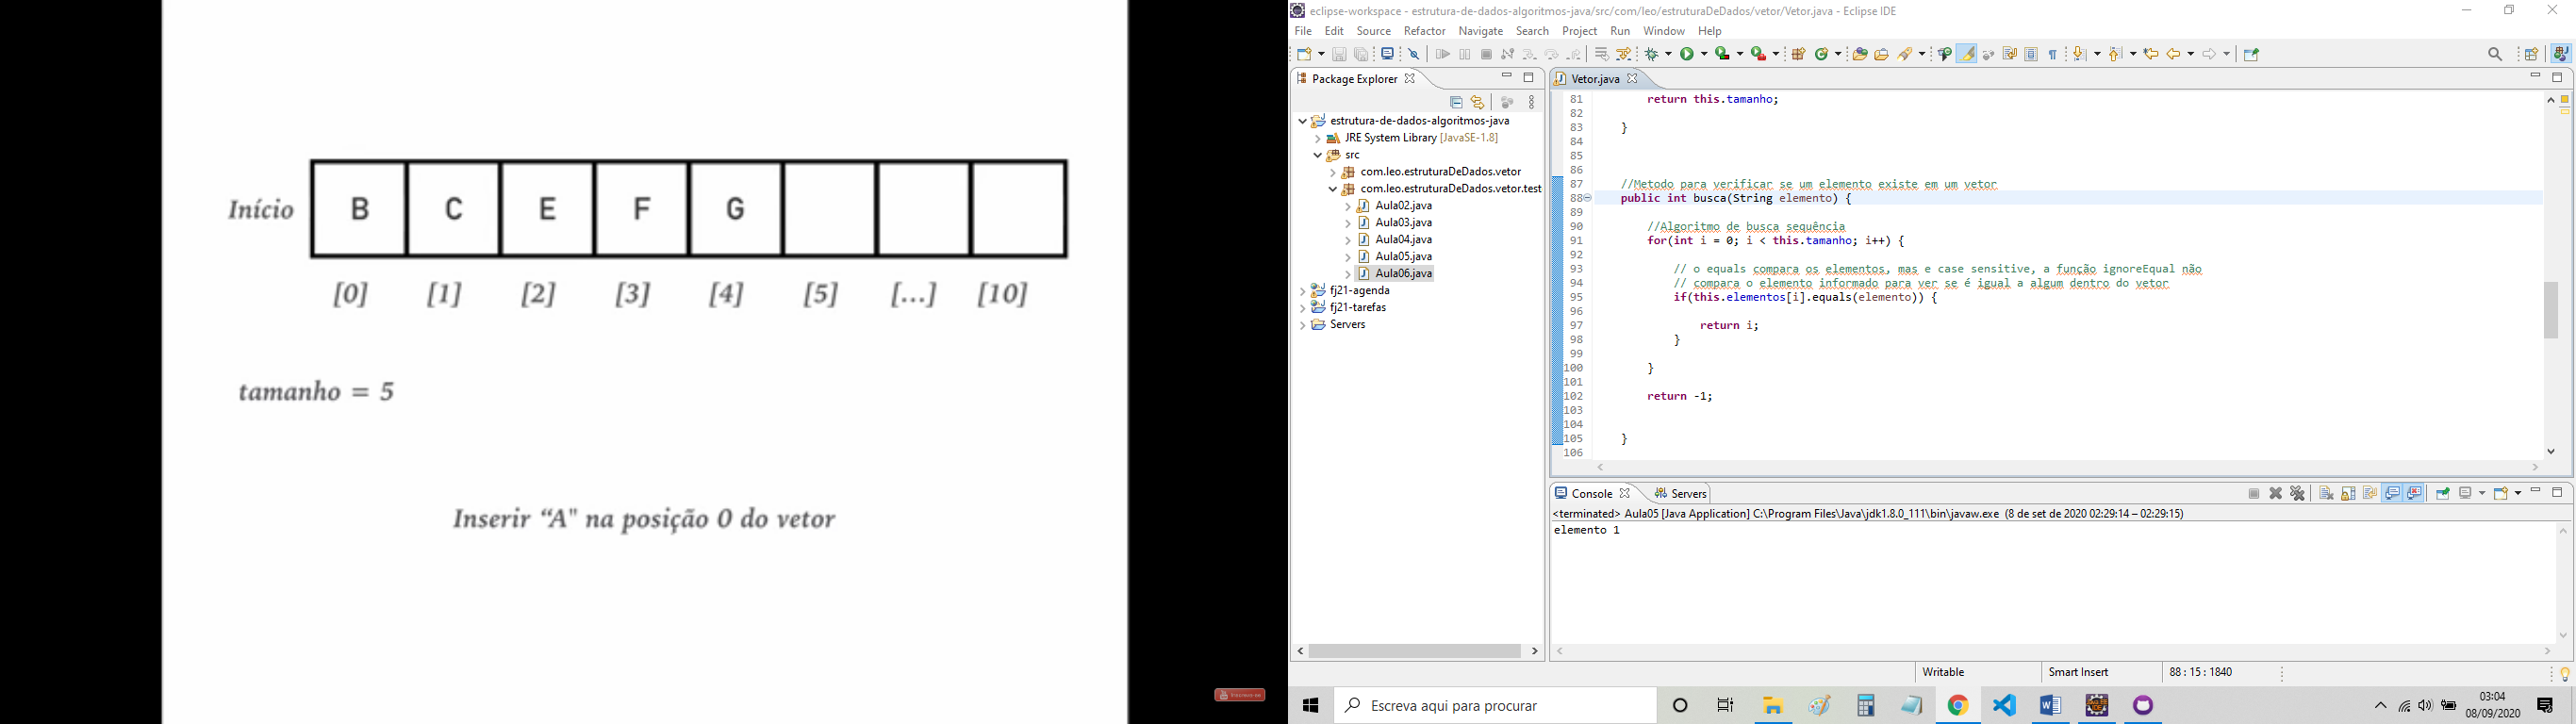 Início B C E F G
[0] [1] [2] [3] [4] [5] [...] [10]
tamanho = 5
Inserir “A" na posição 0 do vetor
eclipse-workspace - estrutura-de-dados-algoritmos-java/src/com/leo/estruturaDeDados/vetor/Vetor.java - Eclipse IDE
File Edit Source Refactor Navigate Search Project Run Window Help
Package Explorer
estrutura-de-dados-algoritmos-java
JRE System Library [JavaSE-1.8]
src
com.leo.estruturaDeDados.vetor
com.leo.estruturaDeDados.vetor.test
Aula02.java
Aula03.java
Aula04.java
Aula05.java
Aula06.java
fj21-agenda
fj21-tarefas
Servers
Vetor.java
81 return this.tamanho;
82
83 }
84
85
86
87 //Metodo para verificar se um elemento existe em um vetor
88 public int busca(String elemento) {
89
90 //Algoritmo de busca sequência
91 for(int i = 0; i < this.tamanho; i++) {
92
93 // o equals compara os elementos, mas e case sensitive, a função ignoreEqual não
94 // compara o elemento informado para ver se é igual a algum dentro do vetor
95 if(this.elementos[i].equals(elemento)) {
96
97 return i;
98 }
99
100 }
101
102 return -1;
103
104
105 }
106
Console Servers
<terminated> Aula05 [Java Application] C:\Program Files\Java\jdk1.8.0_111\bin\javaw.exe (8 de set de 2020 02:29:14 – 02:29:15)
elemento 1
Writable Smart Insert 88 : 15 : 1840
Escreva aqui para procurar
03:04
08/09/2020